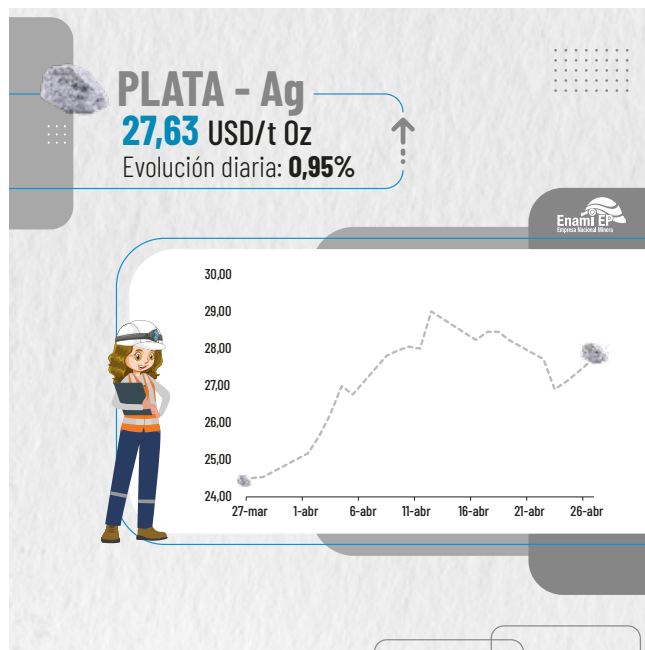 PLATA - Ag
27,63 USD/t Oz
Evolución diaria: 0,95%
Enami EP
Empresa Nacional Minera
30,00
29,00
28,00
27,00
26,00
25,00
24,00
27-mar 1-abr 6-abr 11-abr 16-abr 21-abr 26-abr